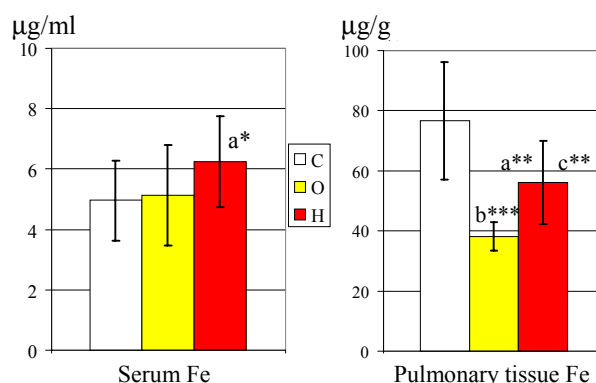 μg/ml
10
8
6
4
2
0
a*
Serum Fe
C
O
H
μg/g
100
80
60
40
20
0
a**
c**
b***
Pulmonary tissue Fe